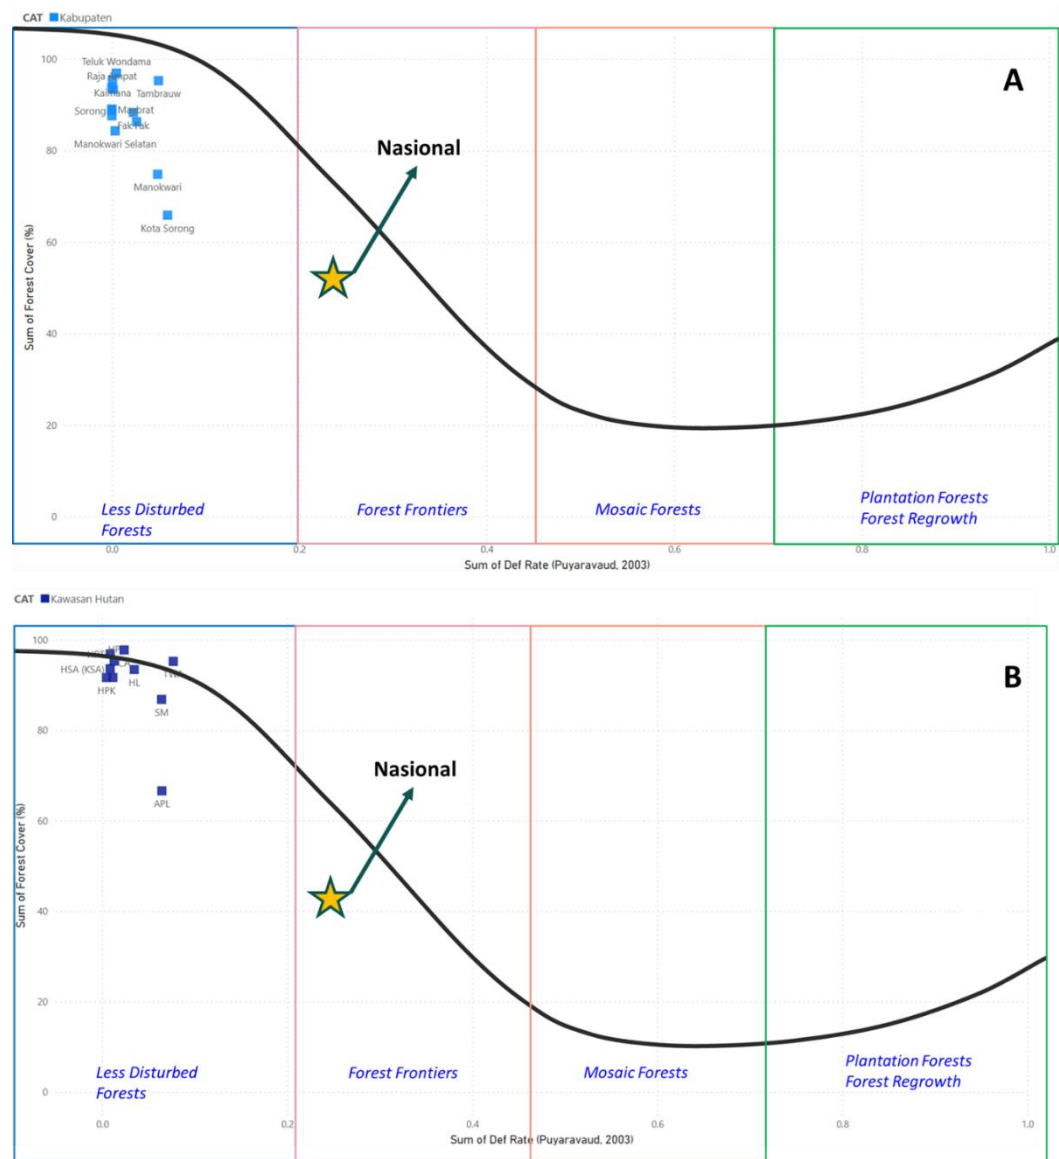 CAT Kabupaten
A
100
Teluk Wondama
Raja Ampat
Kaimana
Tambrauw
Sorong
Maybrat
Fak Fak
80
Manokwari Selatan
Nasional
Manokwari
Kota Sorong
60
Sum of Forest Cover (%)
40
20
Less Disturbed
Forests
Forest Frontiers
Mosaic Forests
Plantation Forests
Forest Regrowth
0
0.0
0.2
0.4
0.6
0.8
1.0
Sum of Def Rate (Puyaravaud, 2003)
CAT Kawasan Hutan
B
100
HSA (KSA)
HL
HPK
SM
80
Nasional
APL
60
Sum of Forest Cover (%)
40
20
Less Disturbed
Forests
Forest Frontiers
Mosaic Forests
Plantation Forests
Forest Regrowth
0
0.0
0.2
0.4
0.6
0.8
1.0
Sum of Def Rate (Puyaravaud, 2003)